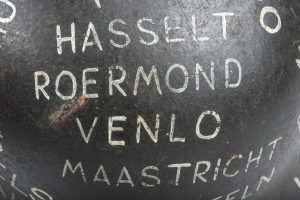 HASSELT
ROERMOND
VENLO
MAASTRICHT